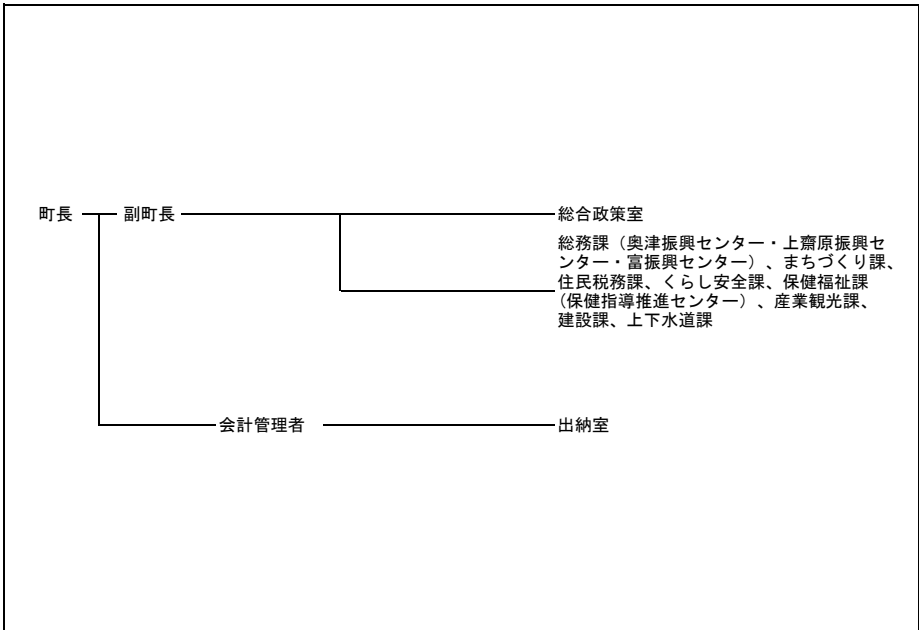 町長 副町長 総合政策室
総務課（奥津振興センター・上齋原振興セ
ンター・富振興センター）、まちづくり課、
住民税務課、くらし安全課、保健福祉課
（保健指導推進センター）、産業観光課、
建設課、上下水道課
会計管理者 出納室